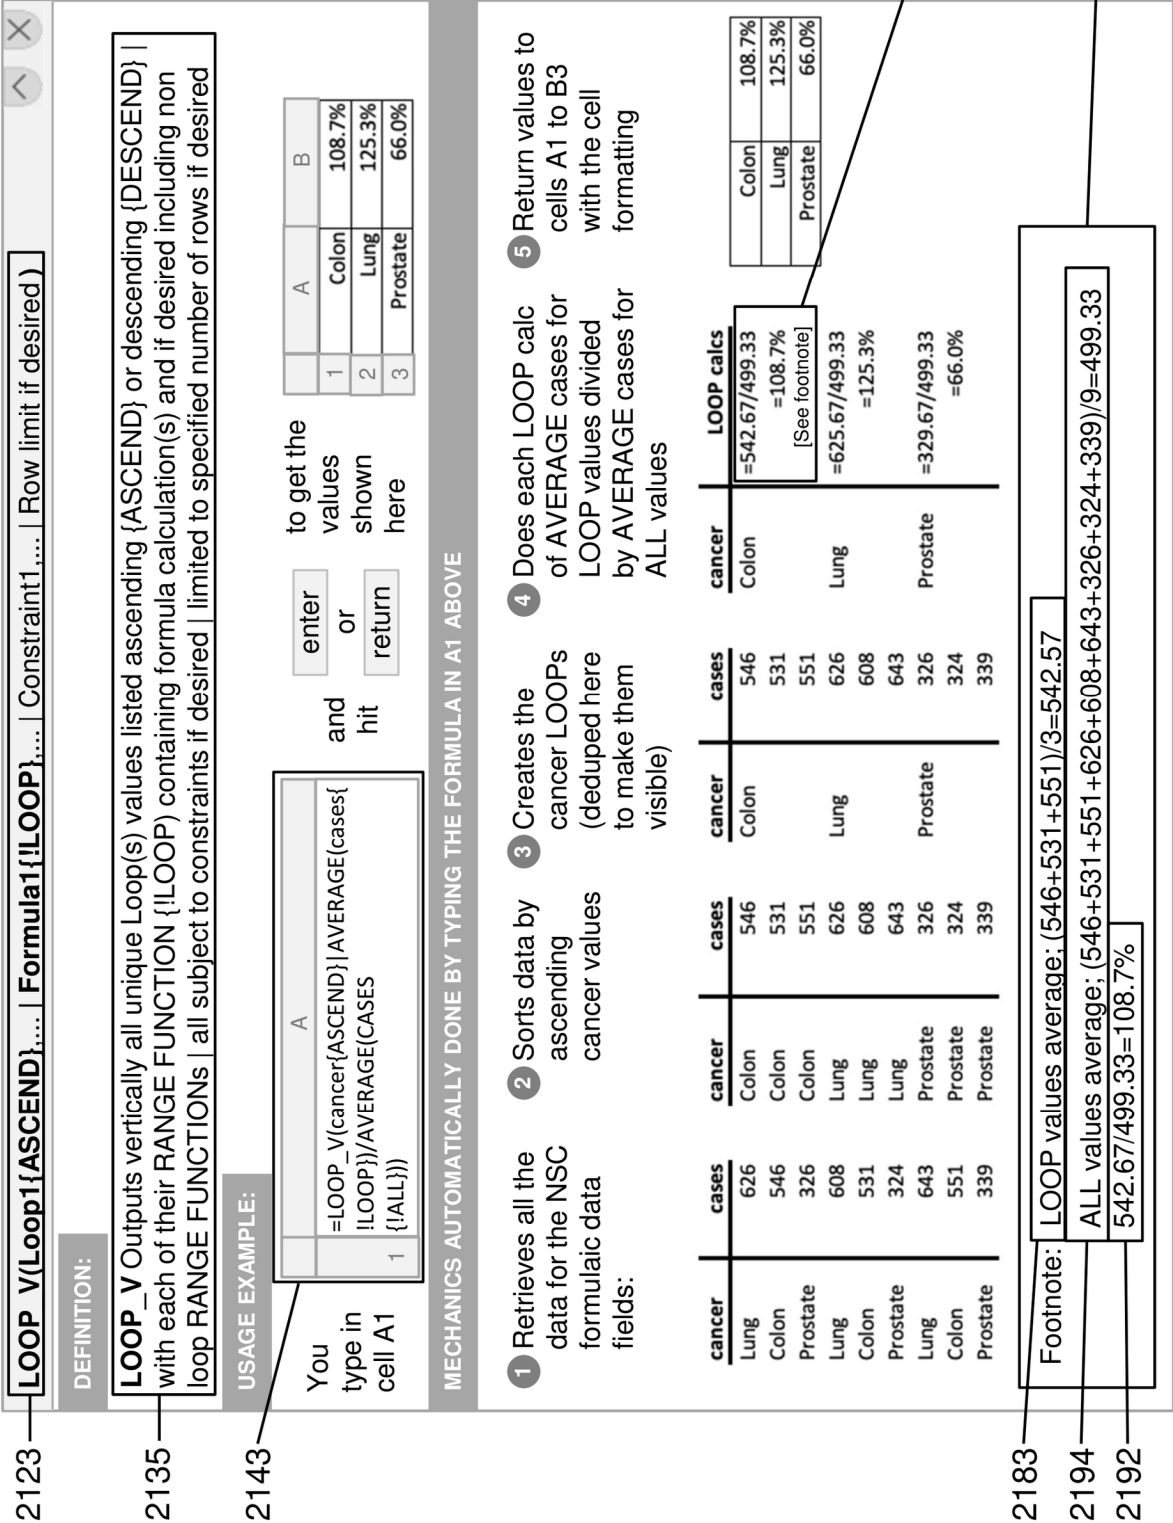 2123
LOOP_V(Loop1{ASCEND},... | Formula1{!LOOP},... | Constraint1,... | Row limit if desired )
DEFINITION:
2135
LOOP_V Outputs vertically all unique Loop(s) values listed ascending {ASCEND} or descending {DESCEND} |
with each of their RANGE FUNCTION {!LOOP) containing formula calculation(s) and if desired including non
loop RANGE FUNCTIONs | all subject to constraints if desired | limited to specified number of rows if desired
USAGE EXAMPLE:
2143
You
type in
cell A1
A
1
=LOOP_V(cancer{ASCEND}|AVERAGE(cases{
!LOOP})/AVERAGE(CASES
{!ALL}))
and
hit
enter
or
return
to get the
values
shown
here
A B
1 Colon 108.7%
2 Lung 125.3%
3 Prostate 66.0%
MECHANICS AUTOMATICALLY DONE BY TYPING THE FORMULA IN A1 ABOVE
1 Retrieves all the
data for the NSC
formulaic data
fields:
2 Sorts data by
ascending
cancer values
3 Creates the
cancer LOOPs
(deduped here
to make them
visible)
4 Does each LOOP calc
of AVERAGE cases for
LOOP values divided
by AVERAGE cases for
ALL values
5 Return values to
cells A1 to B3
with the cell
formatting
cancer cases
Lung 626
Colon 546
Prostate 326
Lung 608
Colon 531
Prostate 324
Lung 643
Colon 551
Prostate 339
cancer cases
Colon 546
Colon 531
Colon 551
Lung 626
Lung 608
Lung 643
Prostate 326
Prostate 324
Prostate 339
cancer cases
Colon 546
531
551
Lung 626
608
643
Prostate 326
324
339
cancer LOOP calcs
Colon =542.67/499.33
=108.7%
[See footnote]
Lung =625.67/499.33
=125.3%
Prostate =329.67/499.33
=66.0%
Colon 108.7%
Lung 125.3%
Prostate 66.0%
2183
Footnote: LOOP values average; (546+531+551)/3=542.57
2194
ALL values average; (546+531+551+626+608+643+326+324+339)/9=499.33
2192
542.67/499.33=108.7%